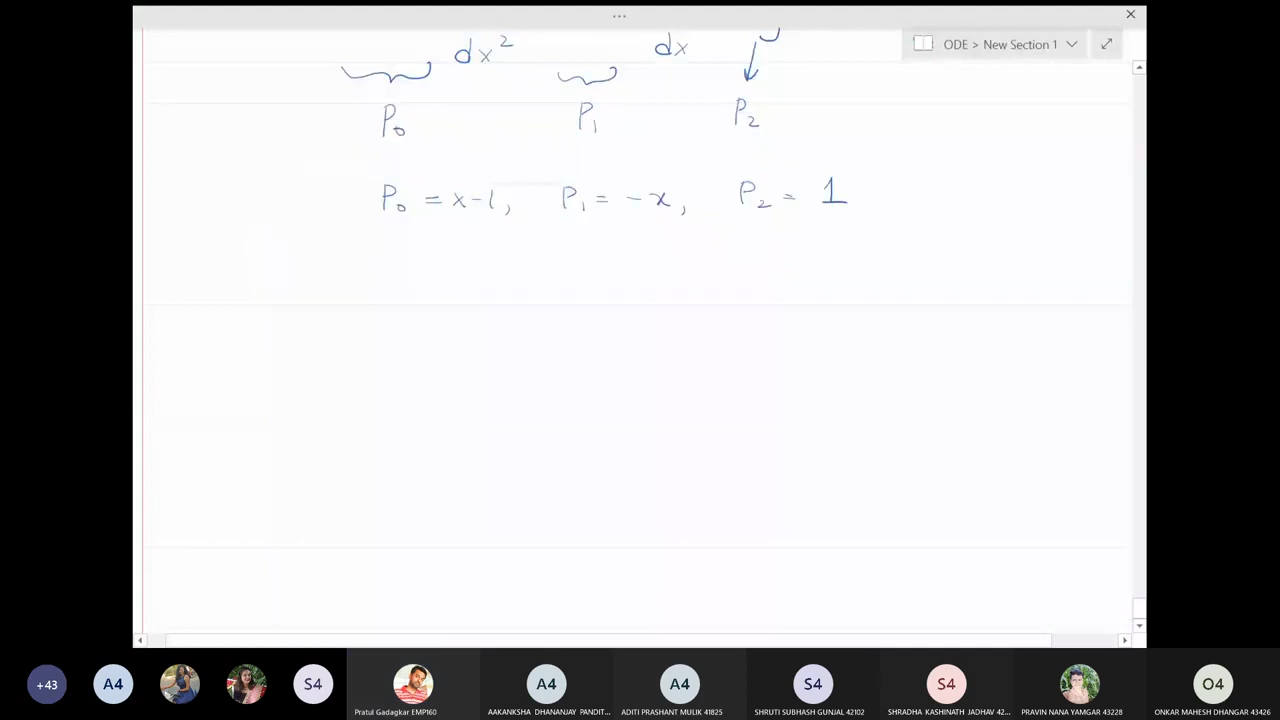 ...
ODE > New Section 1
dx² dx
P₀ P₁ P₂
P₀ = x-1, P₁ = -x, P₂ = 1
+43 A4 S4 A4 A4 S4 S4 O4
Pratul Gadagkar EMP160 AAKANKSHA DHANANJAY PANDIT... ADITI PRASHANT MULIK 41825 SHRUTI SUBHASH GUNJAL 42102 SHRADHA KASHINATH JADHAV 42... PRAVIN NANA YAMGAR 43228 ONKAR MAHESH DHANGAR 43426